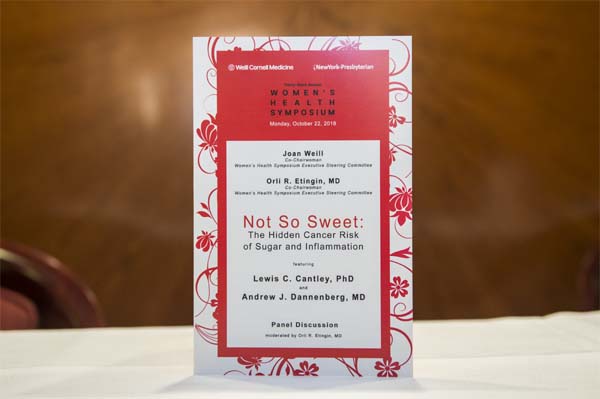 Weill Cornell Medicine NewYork-Presbyterian
Annual
WOMEN'S
HEALTH
SYMPOSIUM
Monday, October 22, 2018
Joan Weill
Co-Chairwoman
Women's Health Symposium Executive Steering Committee
Orli R. Etingin, MD
Co-Chairwoman
Women's Health Symposium Executive Steering Committee
Not So Sweet:
The Hidden Cancer Risk
of Sugar and Inflammation
featuring
Lewis C. Cantley, PhD
and
Andrew J. Dannenberg, MD
Panel Discussion
moderated by Orli R. Etingin, MD